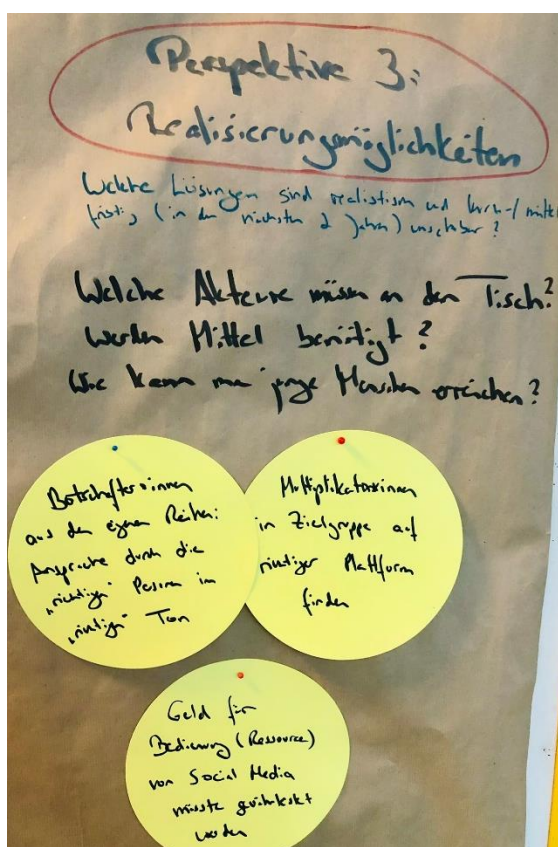 Perspektive 3:
Realisierungsmöglichkeiten
Welche Lösungen sind realistisch und kurz-/mittel
fristig (in den nächsten 2 Jahren) umsetzbar?
Welche Akteure müssen an den Tisch?
Werden Mittel benötigt?
Wie kann man junge Menschen erreichen?
Botschafter*innen
aus den eigenen Reihen:
Ansprache durch die
"richtigen" Person im
"richtigen" Ton
Multiplikator*innen
in Zielgruppe auf
richtiger Plattform
finden
Geld für
Bedienung (Ressource)
von Social Media
müsste gewährleistet
werden